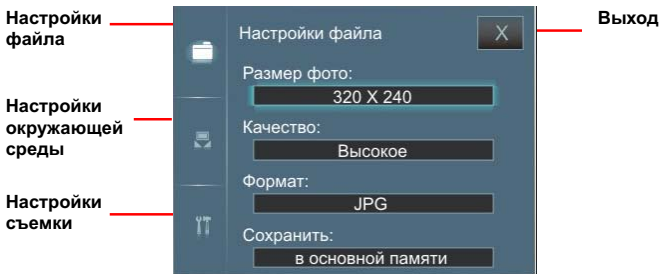 Настройки
файла
Настройки
окружающей
среды
Настройки
съемки
Настройки файла
X
Размер фото:
320 X 240
Качество:
Высокое
Формат:
JPG
Сохранить:
в основной памяти
Выход